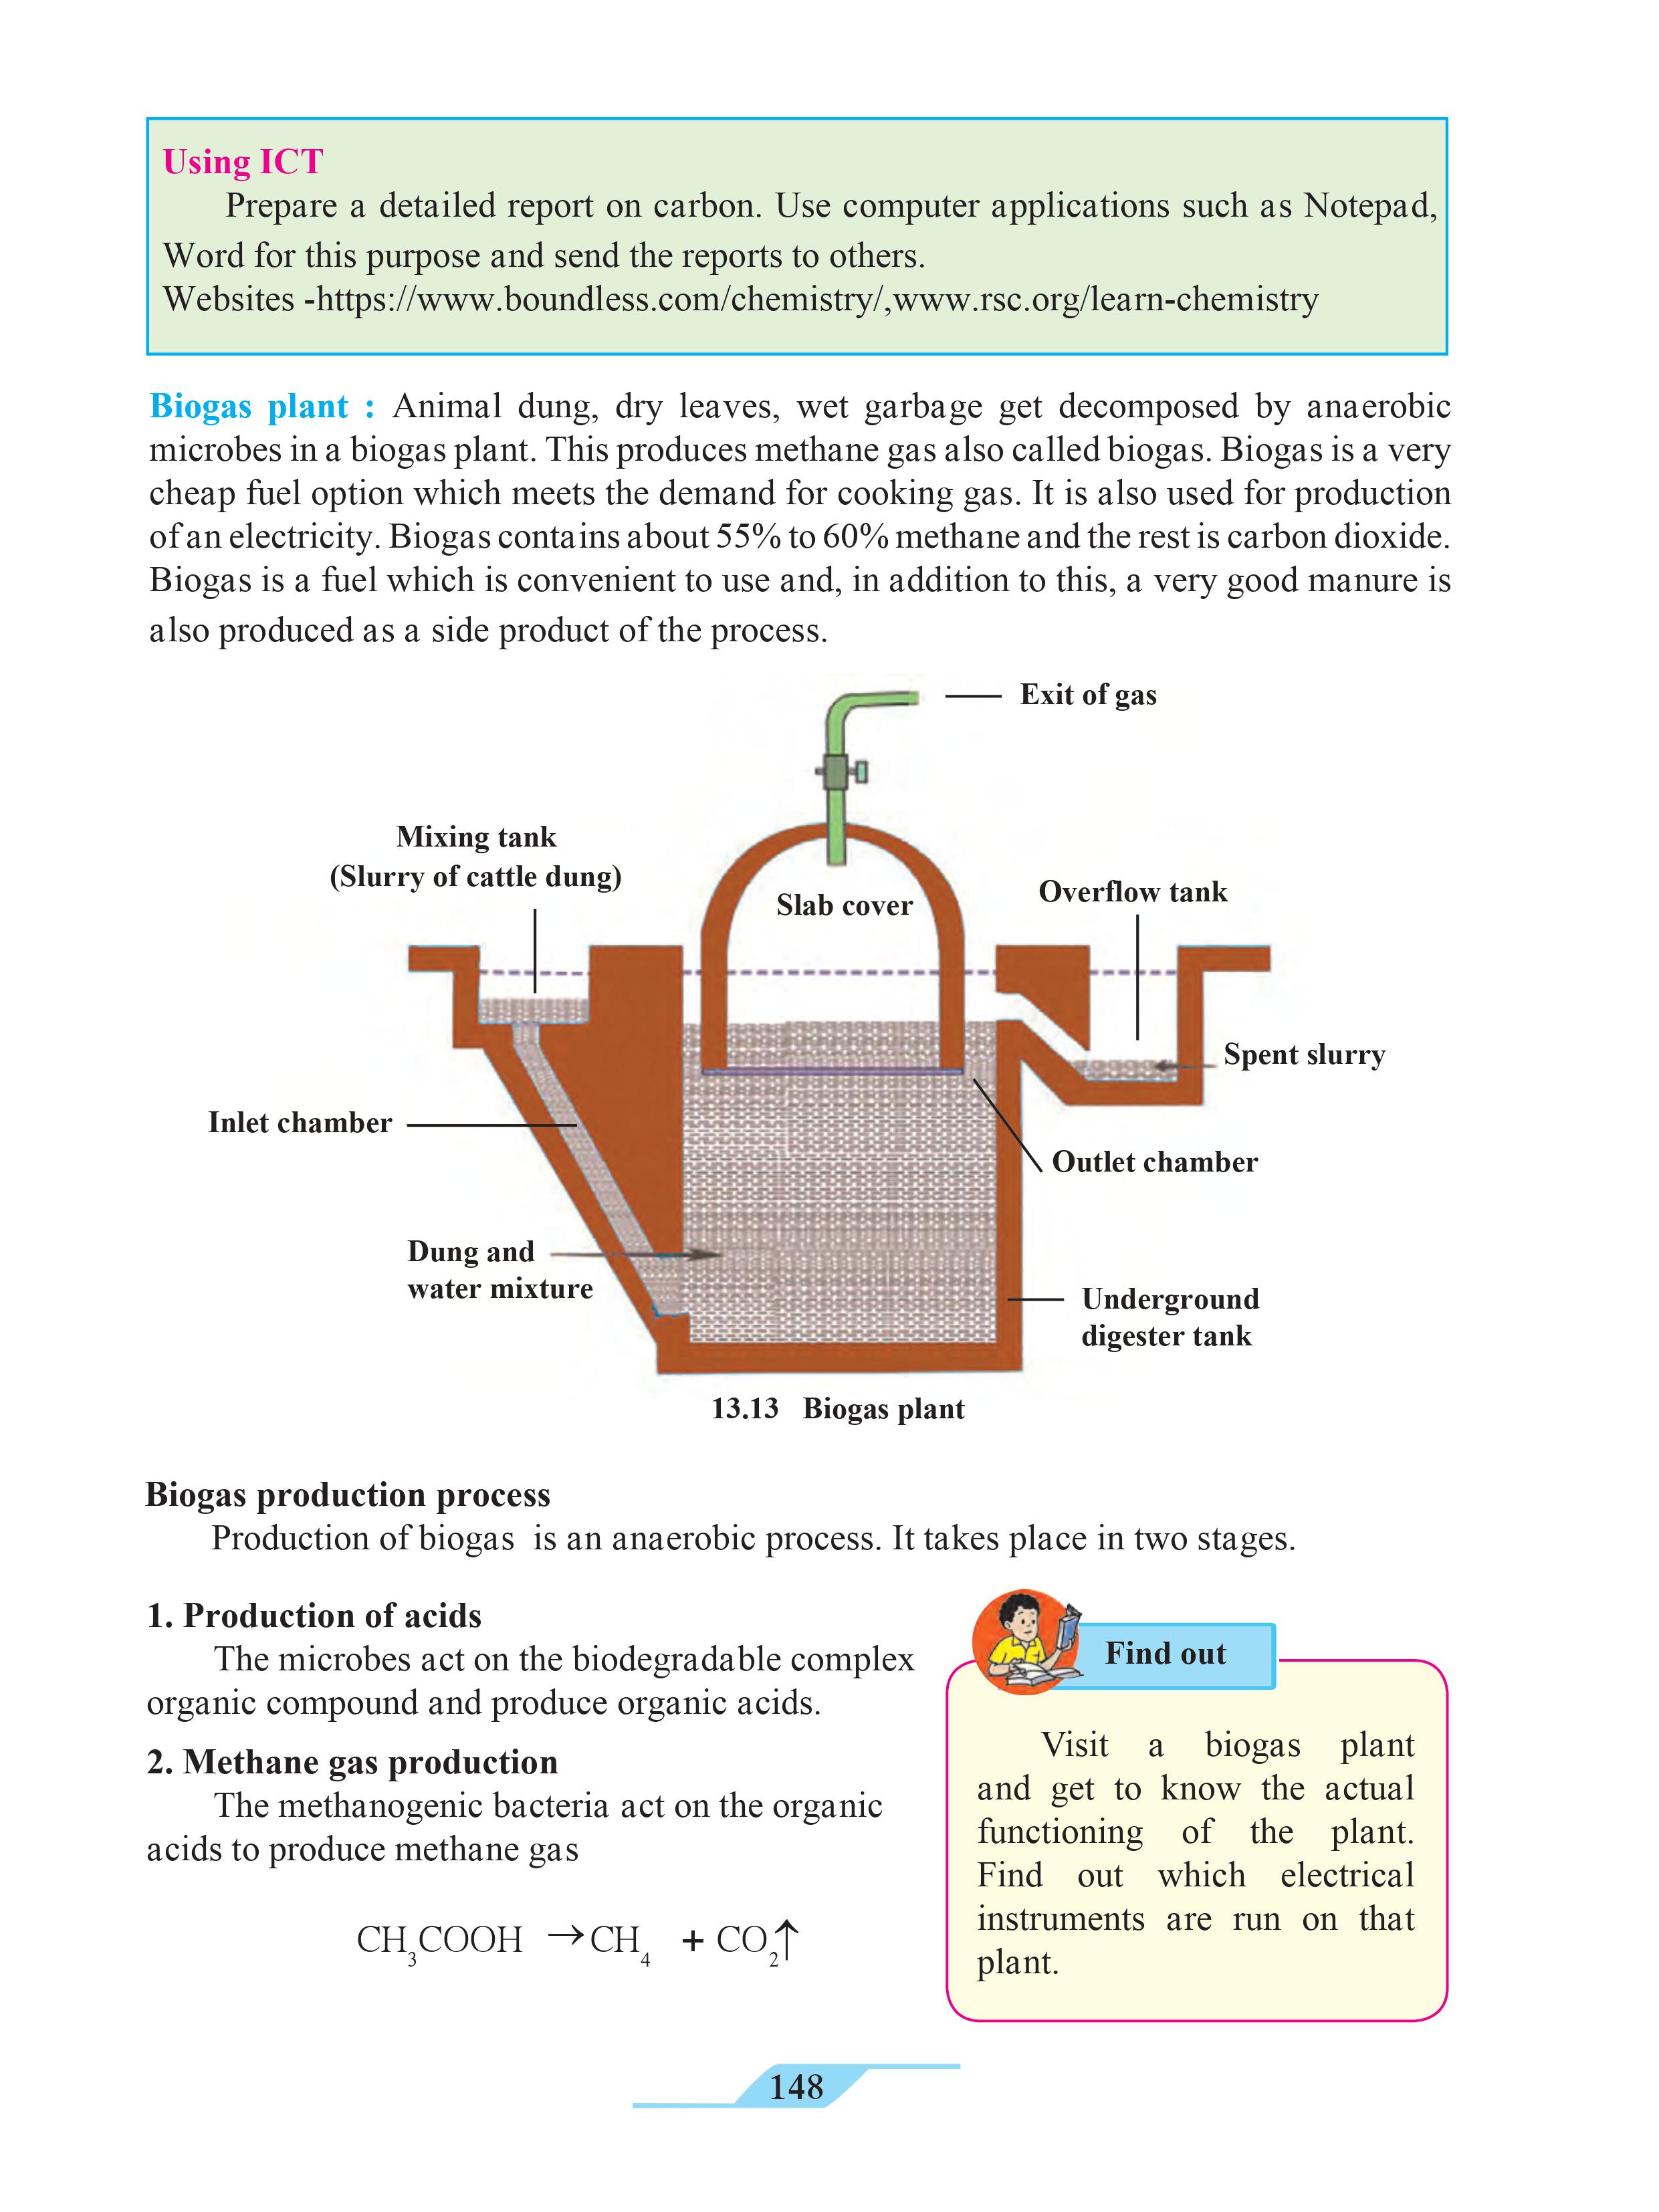 Using ICT
Prepare a detailed report on carbon. Use computer applications such as Notepad,
Word for this purpose and send the reports to others.
Websites -https://www.boundless.com/chemistry/,www.rsc.org/learn-chemistry
Biogas plant : Animal dung, dry leaves, wet garbage get decomposed by anaerobic
microbes in a biogas plant. This produces methane gas also called biogas. Biogas is a very
cheap fuel option which meets the demand for cooking gas. It is also used for production
of an electricity. Biogas contains about 55% to 60% methane and the rest is carbon dioxide.
Biogas is a fuel which is convenient to use and, in addition to this, a very good manure is
also produced as a side product of the process.
Exit of gas
Mixing tank
(Slurry of cattle dung)
Slab cover
Overflow tank
Spent slurry
Inlet chamber
Outlet chamber
Dung and
water mixture
Underground
digester tank
13.13 Biogas plant
Biogas production process
Production of biogas is an anaerobic process. It takes place in two stages.
1. Production of acids
The microbes act on the biodegradable complex
organic compound and produce organic acids.
2. Methane gas production
The methanogenic bacteria act on the organic
acids to produce methane gas
CH₃COOH → CH₄ + CO₂↑
Find out
Visit a biogas plant
and get to know the actual
functioning of the plant.
Find out which electrical
instruments are run on that
plant.
148